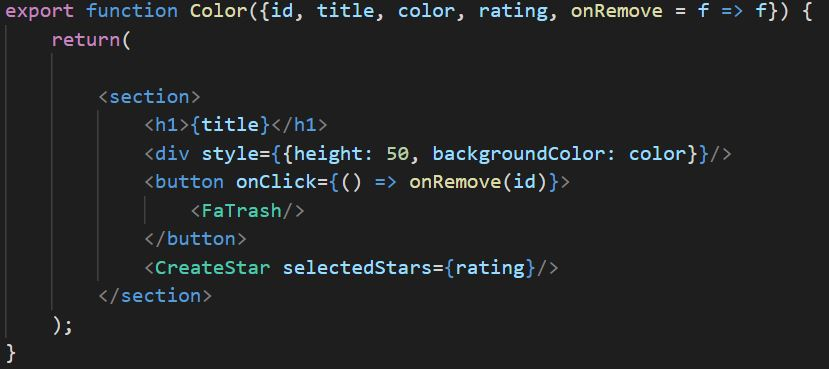 export function Color({id, title, color, rating, onRemove = f => f}) {
    return(

        <section>
            <h1>{title}</h1>
            <div style={{height: 50, backgroundColor: color}}/>
            <button onClick={() => onRemove(id)}>
                <FaTrash/>
            </button>
            <CreateStar selectedStars={rating}/>
        </section>
    );
}